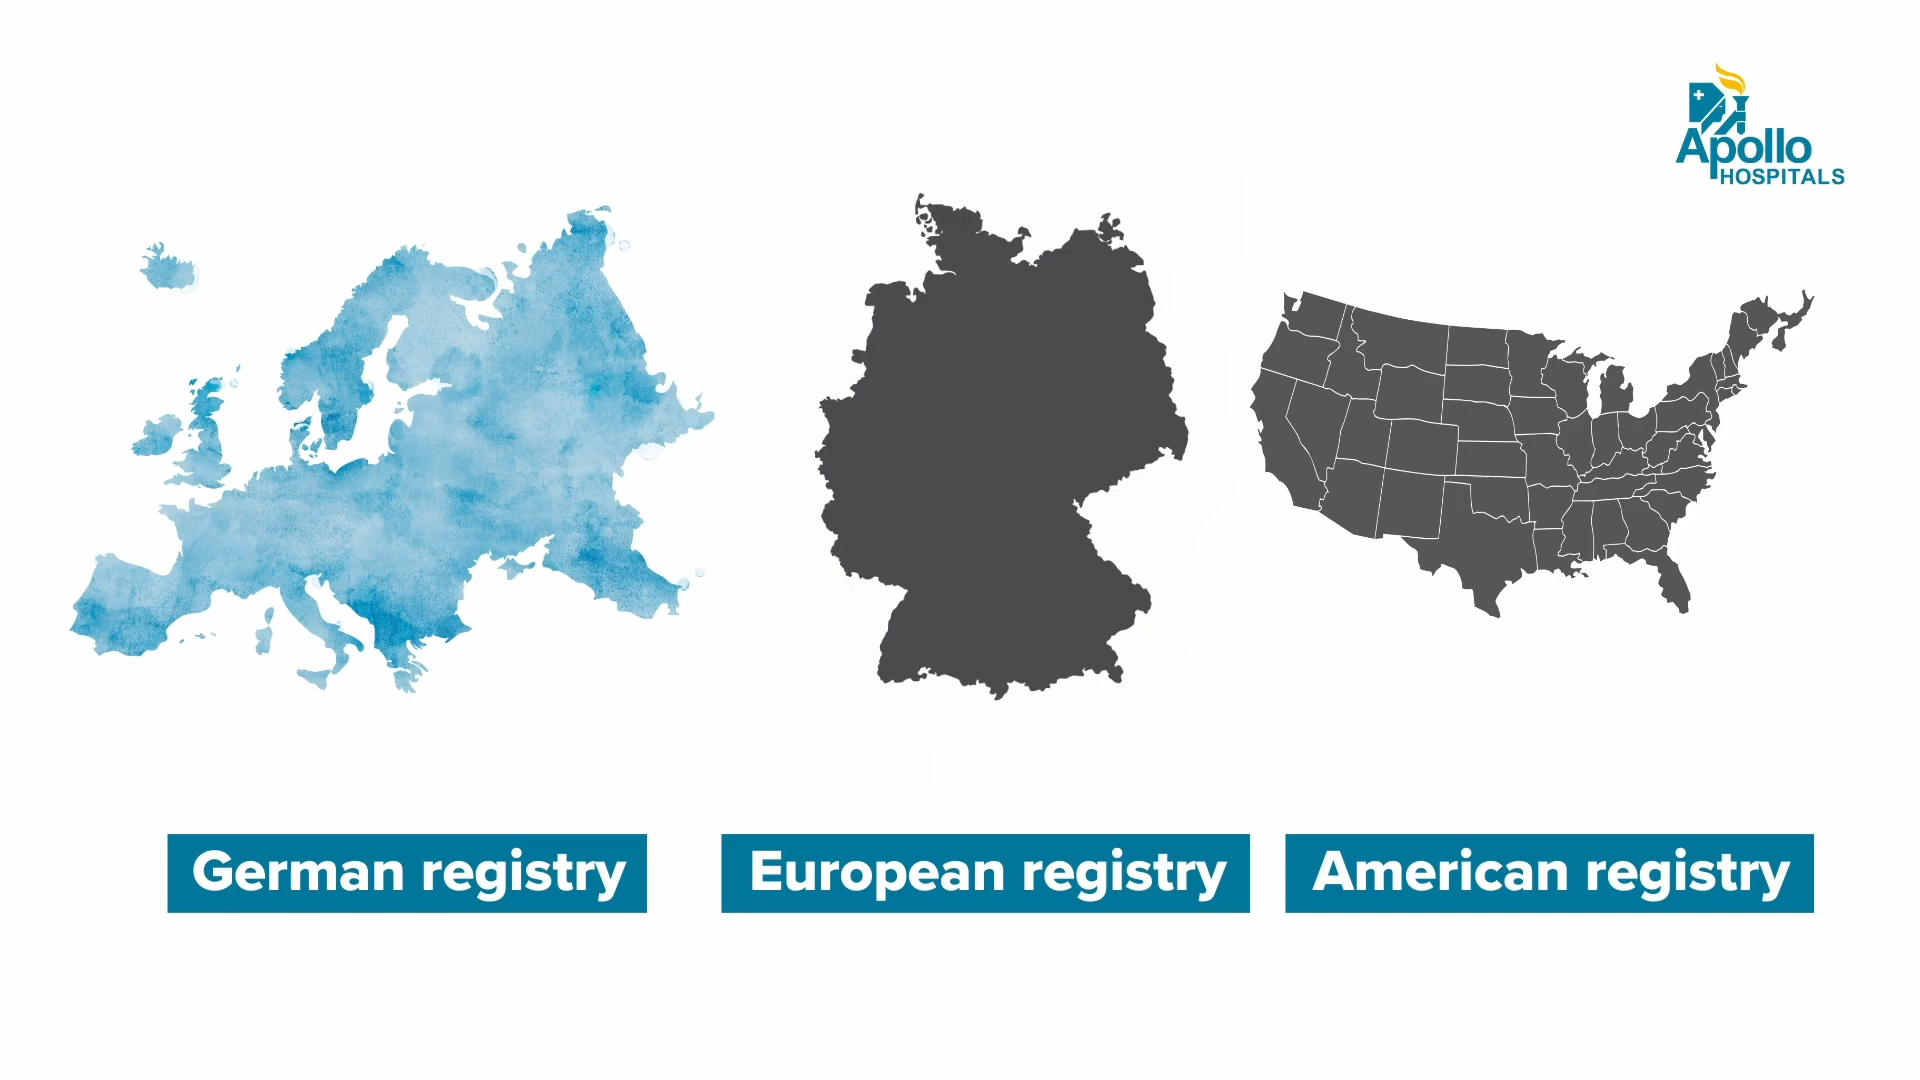 Apollo
HOSPITALS
German registry
European registry
American registry